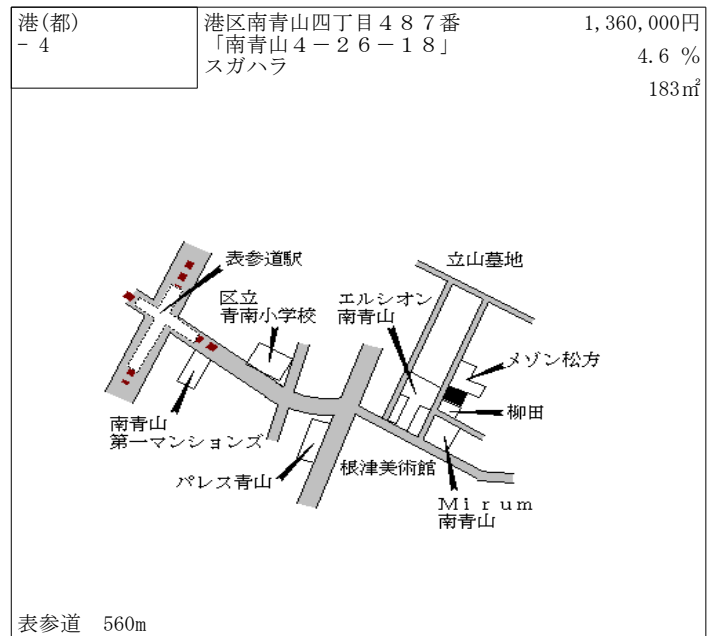 港(都)
- 4
港区南青山四丁目４８７番
「南青山４－２６－１８」
スガハラ
1,360,000円
4.6 %
183㎡
表参道駅
立山墓地
区立
青南小学校
エルシオン
南青山
メゾン松方
柳田
南青山
第一マンションズ
パレス青山
根津美術館
Ｍｉｒｕｍ
南青山
表参道　560m